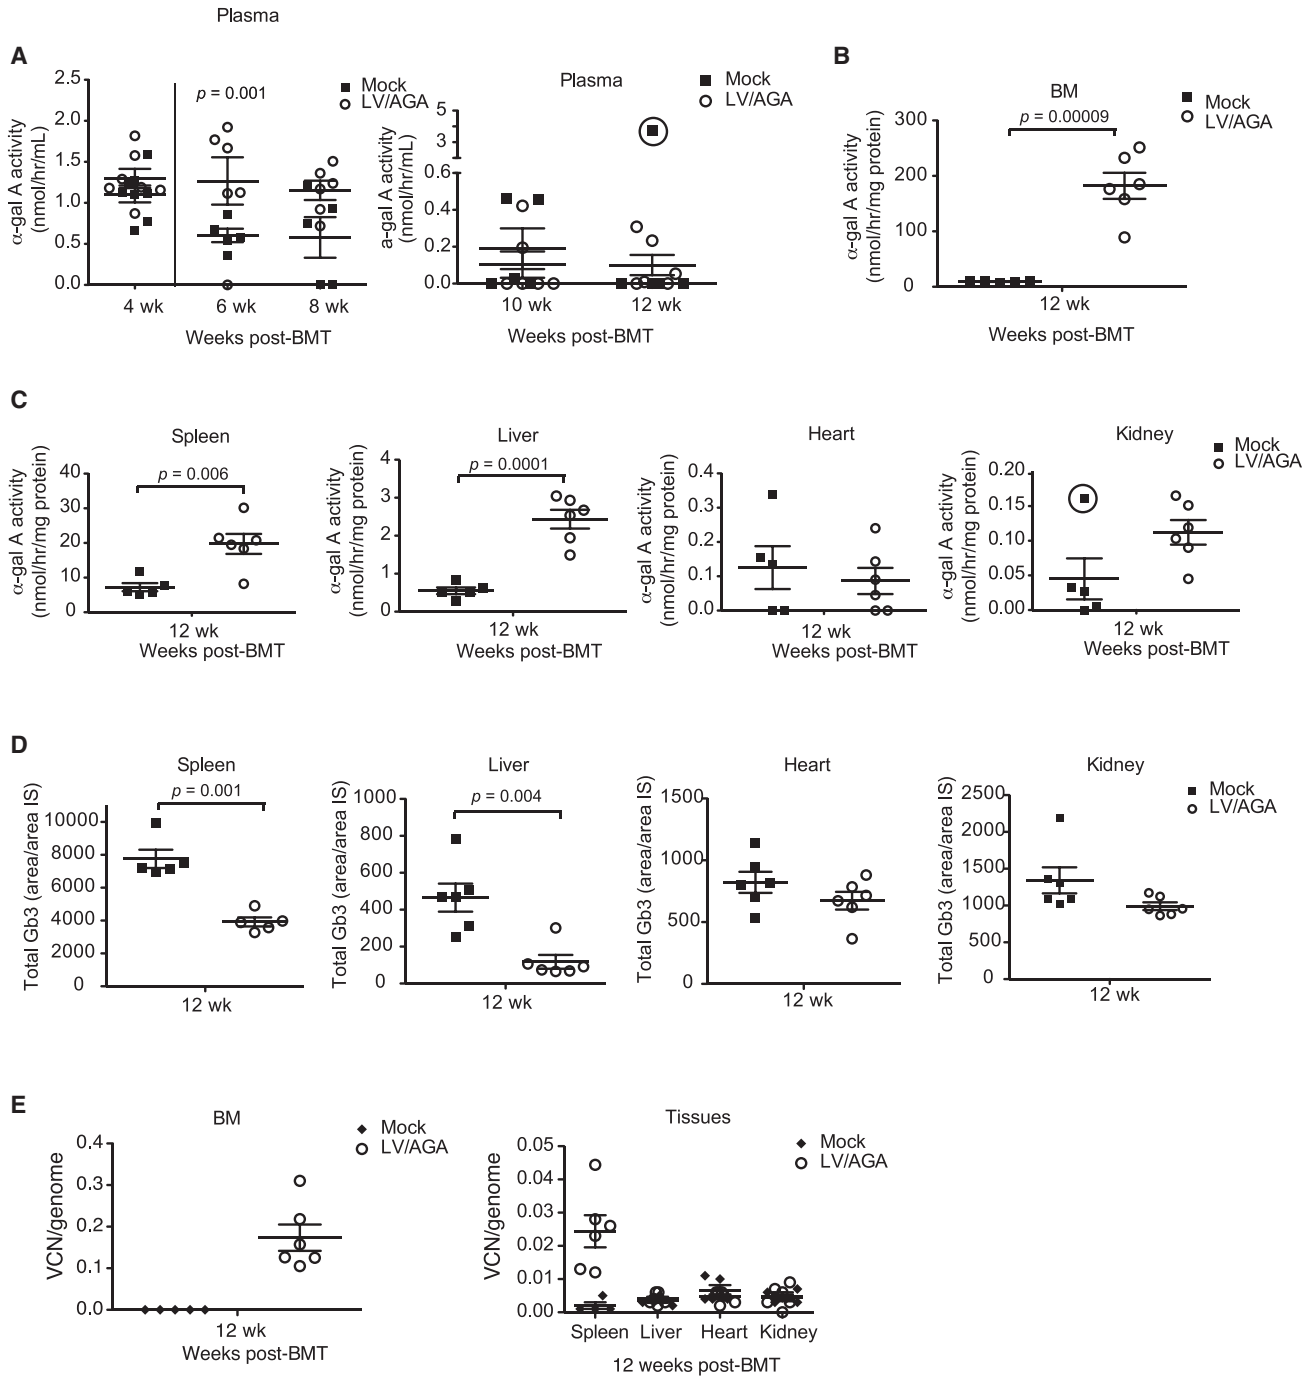 Plasma
A
α-gal A activity
(nmol/hr/mL)
2.5
2.0
1.5
1.0
0.5
0.0
p = 0.001
Mock
LV/AGA
4 wk
6 wk
8 wk
Weeks post-BMT
Plasma
Mock
LV/AGA
a-gal A activity
(nmol/hr/mL)
5
3
1
0.6
0.4
0.2
0.0
10 wk
12 wk
Weeks post-BMT
B
BM
Mock
LV/AGA
p = 0.00009
α-gal A activity
(nmol/hr/mg protein)
300
200
100
0
12 wk
Weeks post-BMT
C
Spleen
p = 0.006
α-gal A activity
(nmol/hr/mg protein)
40
30
20
10
0
12 wk
Weeks post-BMT
Liver
p = 0.0001
α-gal A activity
(nmol/hr/mg protein)
4
3
2
1
0
12 wk
Weeks post-BMT
Heart
α-gal A activity
(nmol/hr/mg protein)
0.4
0.3
0.2
0.1
0.0
12 wk
Weeks post-BMT
Kidney
Mock
LV/AGA
α-gal A activity
(nmol/hr/mg protein)
0.20
0.15
0.10
0.05
0.00
12 wk
Weeks post-BMT
D
Spleen
p = 0.001
Total Gb3 (area/area IS)
10000
8000
6000
4000
2000
0
12 wk
Liver
p = 0.004
Total Gb3 (area/area IS)
1000
800
600
400
200
0
12 wk
Heart
Total Gb3 (area/area IS)
1500
1000
500
0
12 wk
Kidney
Mock
LV/AGA
Total Gb3 (area/area IS)
2500
2000
1500
1000
500
0
12 wk
E
BM
Mock
LV/AGA
VCN/genome
0.4
0.3
0.2
0.1
0.0
12 wk
Weeks post-BMT
Tissues
Mock
LV/AGA
VCN/genome
0.05
0.04
0.03
0.02
0.01
0.00
Spleen
Liver
Heart
Kidney
12 weeks post-BMT